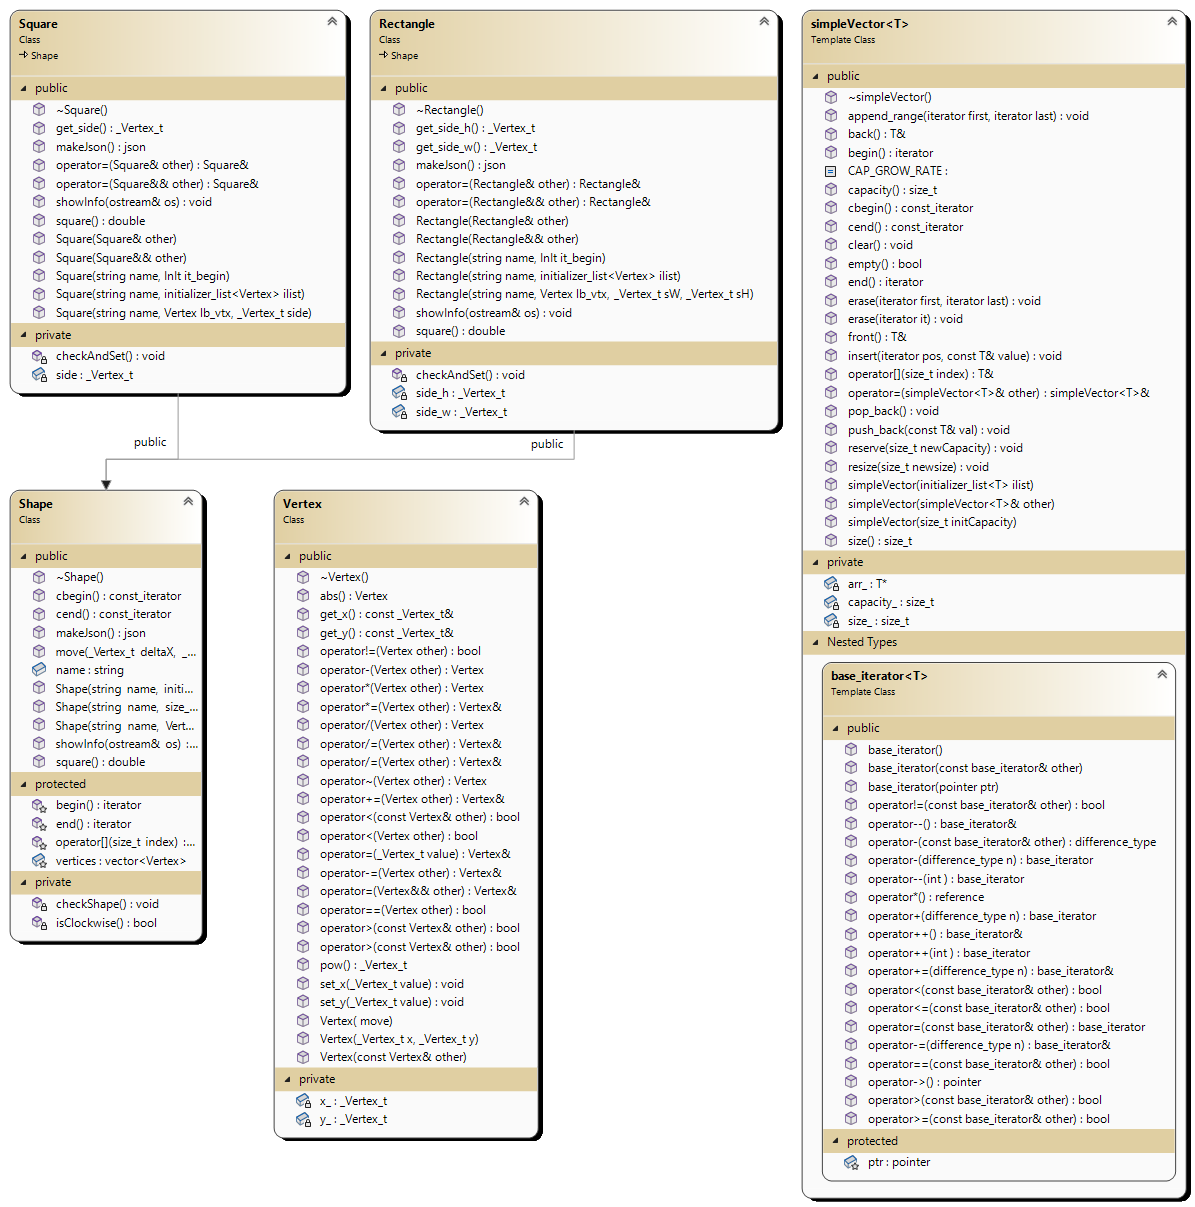 Square
Class
Shape
public
~Square()
get_side() : _Vertex_t
makeJson() : json
operator=(Square& other) : Square&
operator=(Square&& other) : Square&
showInfo(ostream& os) : void
square() : double
Square(Square& other)
Square(Square&& other)
Square(string name, InIt it_begin)
Square(string name, initializer_list<Vertex> ilist)
Square(string name, Vertex lb_vtx, _Vertex_t side)
private
checkAndSet() : void
side : _Vertex_t
public
Rectangle
Class
Shape
public
~Rectangle()
get_side_h() : _Vertex_t
get_side_w() : _Vertex_t
makeJson() : json
operator=(Rectangle& other) : Rectangle&
operator=(Rectangle&& other) : Rectangle&
Rectangle(Rectangle& other)
Rectangle(Rectangle&& other)
Rectangle(string name, InIt it_begin)
Rectangle(string name, initializer_list<Vertex> ilist)
Rectangle(string name, Vertex lb_vtx, _Vertex_t sW, _Vertex_t sH)
showInfo(ostream& os) : void
square() : double
private
checkAndSet() : void
side_h : _Vertex_t
side_w : _Vertex_t
public
Shape
Class
public
~Shape()
cbegin() : const_iterator
cend() : const_iterator
makeJson() : json
move(_Vertex_t deltaX, _...
name : string
Shape(string name, initi...
Shape(string name, size_...
Shape(string name, Vert...
showInfo(ostream& os) :...
square() : double
protected
begin() : iterator
end() : iterator
operator[](size_t index) :...
vertices : vector<Vertex>
private
checkShape() : void
isClockwise() : bool
Vertex
Class
public
~Vertex()
abs() : Vertex
get_x() : const _Vertex_t&
get_y() : const _Vertex_t&
operator!=(Vertex other) : bool
operator-(Vertex other) : Vertex
operator*(Vertex other) : Vertex
operator*=(Vertex other) : Vertex&
operator/(Vertex other) : Vertex
operator/=(Vertex other) : Vertex&
operator/=(Vertex other) : Vertex&
operator~(Vertex other) : Vertex
operator+=(Vertex other) : Vertex&
operator<(const Vertex& other) : bool
operator<(Vertex other) : bool
operator=(_Vertex_t value) : Vertex&
operator-=(Vertex other) : Vertex&
operator=(Vertex&& other) : Vertex&
operator==(Vertex other) : bool
operator>(const Vertex& other) : bool
operator>(const Vertex& other) : bool
pow() : _Vertex_t
set_x(_Vertex_t value) : void
set_y(_Vertex_t value) : void
Vertex( move)
Vertex(_Vertex_t x, _Vertex_t y)
Vertex(const Vertex& other)
private
x_ : _Vertex_t
y_ : _Vertex_t
simpleVector<T>
Template Class
public
~simpleVector()
append_range(iterator first, iterator last) : void
back() : T&
begin() : iterator
CAP_GROW_RATE :
capacity() : size_t
cbegin() : const_iterator
cend() : const_iterator
clear() : void
empty() : bool
end() : iterator
erase(iterator first, iterator last) : void
erase(iterator it) : void
front() : T&
insert(iterator pos, const T& value) : void
operator[](size_t index) : T&
operator=(simpleVector<T>& other) : simpleVector<T>&
pop_back() : void
push_back(const T& val) : void
reserve(size_t newCapacity) : void
resize(size_t newsize) : void
simpleVector(initializer_list<T> ilist)
simpleVector(simpleVector<T>& other)
simpleVector(size_t initCapacity)
size() : size_t
private
arr_ : T*
capacity_ : size_t
size_ : size_t
Nested Types
base_iterator<T>
Template Class
public
base_iterator()
base_iterator(const base_iterator& other)
base_iterator(pointer ptr)
operator!=(const base_iterator& other) : bool
operator--() : base_iterator&
operator-(const base_iterator& other) : difference_type
operator-(difference_type n) : base_iterator
operator--(int ) : base_iterator
operator*() : reference
operator+(difference_type n) : base_iterator
operator++() : base_iterator&
operator++(int ) : base_iterator
operator+=(difference_type n) : base_iterator&
operator<(const base_iterator& other) : bool
operator<=(const base_iterator& other) : bool
operator=(const base_iterator& other) : base_iterator
operator-=(difference_type n) : base_iterator&
operator==(const base_iterator& other) : bool
operator->() : pointer
operator>(const base_iterator& other) : bool
operator>=(const base_iterator& other) : bool
protected
ptr : pointer